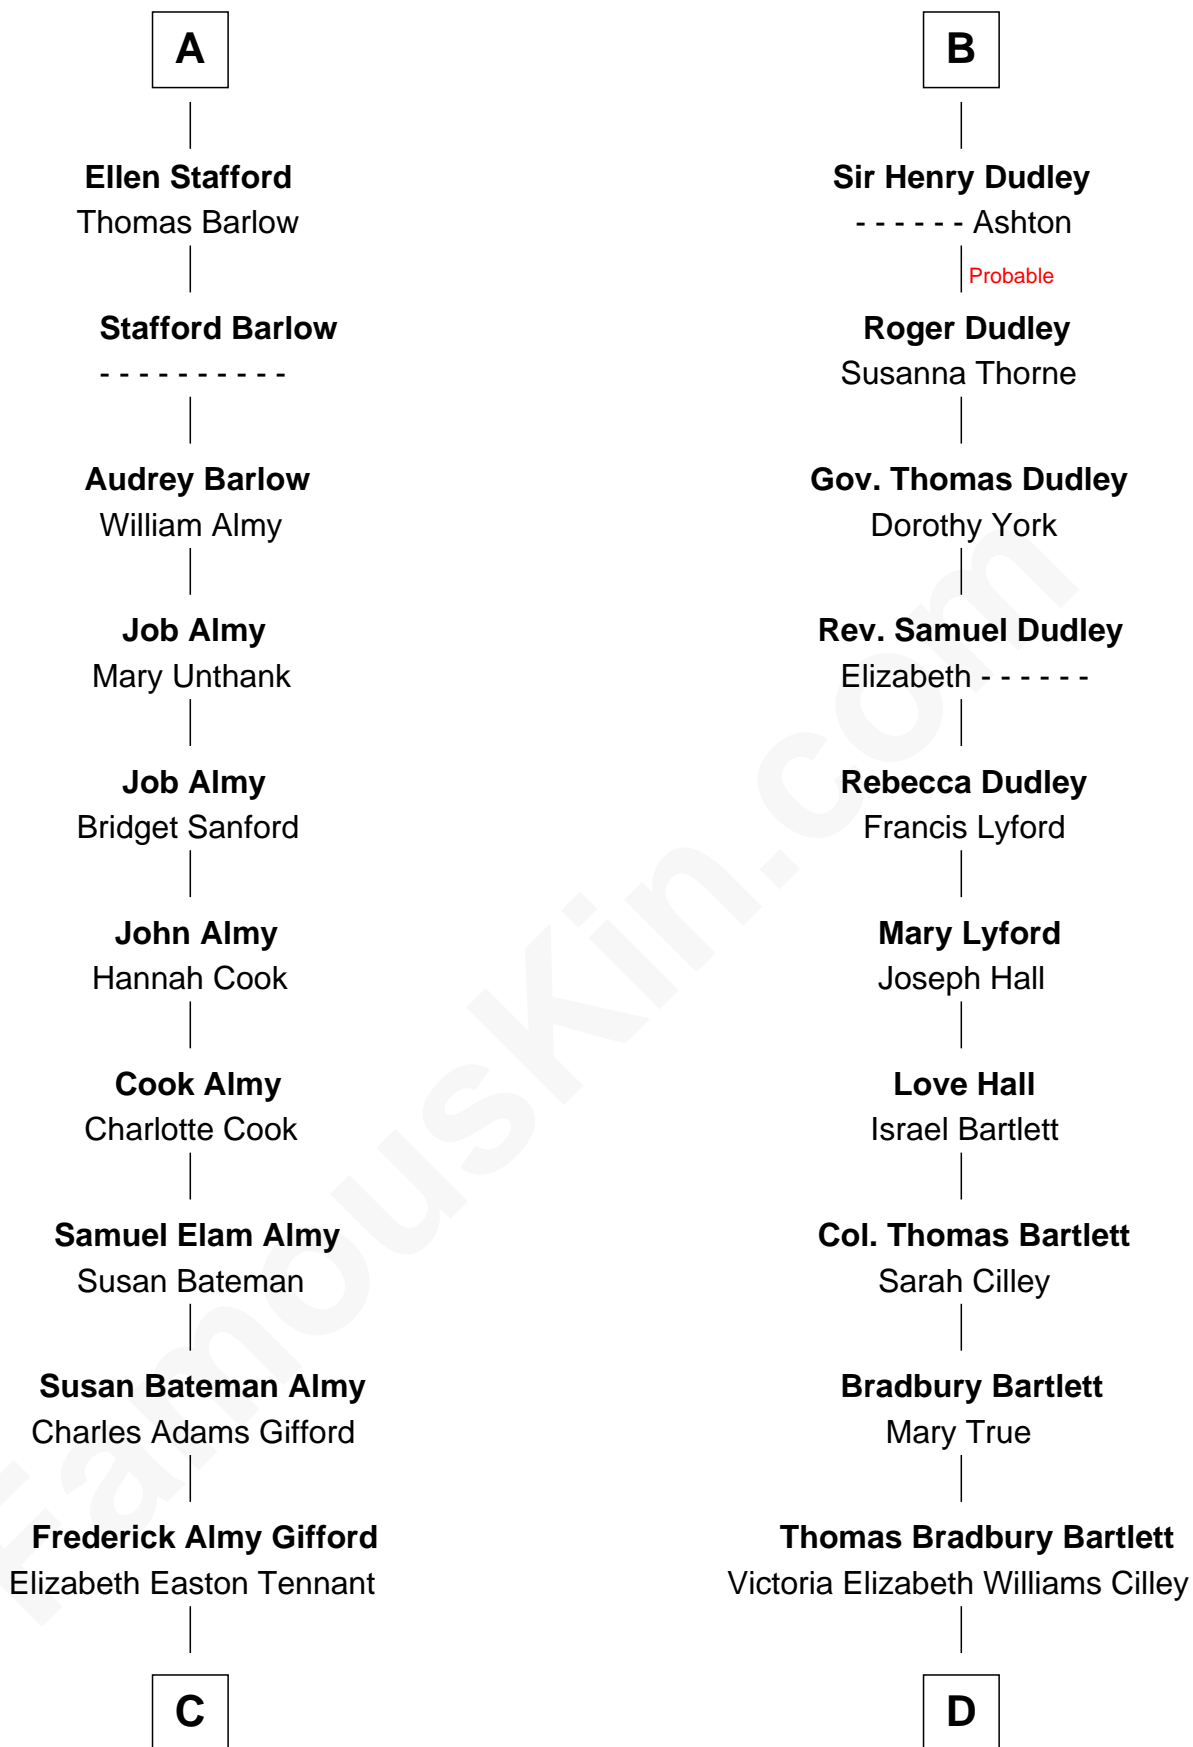 A
Ellen Stafford
Thomas Barlow
Stafford Barlow
- - - - - - - - - -
Audrey Barlow
William Almy
Job Almy
Mary Unthank
Job Almy
Bridget Sanford
John Almy
Hannah Cook
Cook Almy
Charlotte Cook
Samuel Elam Almy
Susan Bateman
Susan Bateman Almy
Charles Adams Gifford
Frederick Almy Gifford
Elizabeth Easton Tennant
C
B
Sir Henry Dudley
- - - - - - Ashton
Probable
Roger Dudley
Susanna Thorne
Gov. Thomas Dudley
Dorothy York
Rev. Samuel Dudley
Elizabeth - - - - - -
Rebecca Dudley
Francis Lyford
Mary Lyford
Joseph Hall
Love Hall
Israel Bartlett
Col. Thomas Bartlett
Sarah Cilley
Bradbury Bartlett
Mary True
Thomas Bradbury Bartlett
Victoria Elizabeth Williams Cilley
D
FamousKin.com